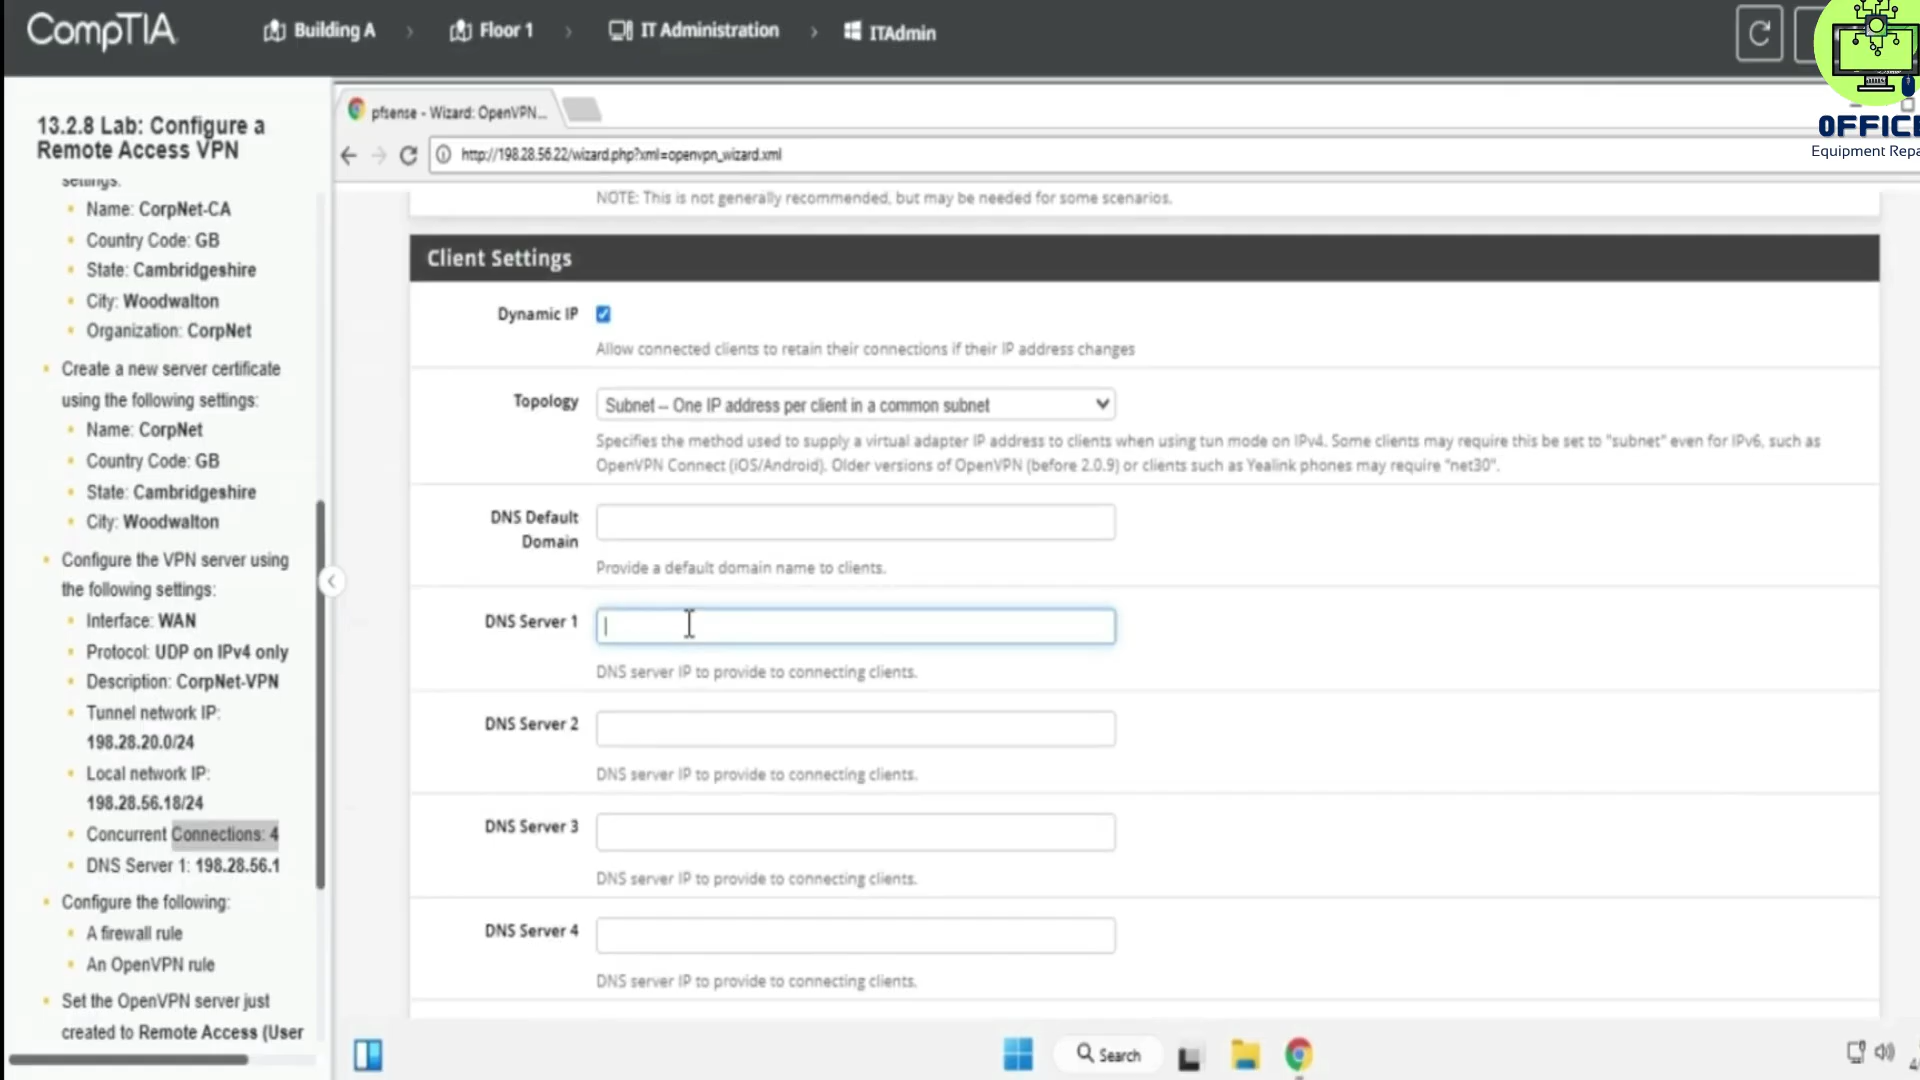 CompTIA
Building A
Floor 1
IT Administration
ITAdmin
OFFICE
Equipment Repa
13.2.8 Lab: Configure a
Remote Access VPN
settings:
Name: CorpNet-CA
Country Code: GB
State: Cambridgeshire
City: Woodwalton
Organization: CorpNet
Create a new server certificate
using the following settings:
Name: CorpNet
Country Code: GB
State: Cambridgeshire
City: Woodwalton
Configure the VPN server using
the following settings:
Interface: WAN
Protocol: UDP on IPv4 only
Description: CorpNet-VPN
Tunnel network IP:
198.28.20.0/24
Local network IP:
198.28.56.18/24
Concurrent Connections: 4
DNS Server 1: 198.28.56.1
Configure the following:
A firewall rule
An OpenVPN rule
Set the OpenVPN server just
created to Remote Access (User
pfsense - Wizard: OpenVPN...
http://198.28.56.22/wizard.php?xml=openvpn_wizard.xml
NOTE: This is not generally recommended, but may be needed for some scenarios.
Client Settings
Dynamic IP
Allow connected clients to retain their connections if their IP address changes
Topology
Subnet -- One IP address per client in a common subnet
Specifies the method used to supply a virtual adapter IP address to clients when using tun mode on IPv4. Some clients may require this be set to "subnet" even for IPv6, such as
OpenVPN Connect (iOS/Android). Older versions of OpenVPN (before 2.0.9) or clients such as Yealink phones may require "net30".
DNS Default
Domain
Provide a default domain name to clients.
DNS Server 1
DNS server IP to provide to connecting clients.
DNS Server 2
DNS server IP to provide to connecting clients.
DNS Server 3
DNS server IP to provide to connecting clients.
DNS Server 4
DNS server IP to provide to connecting clients.
Search